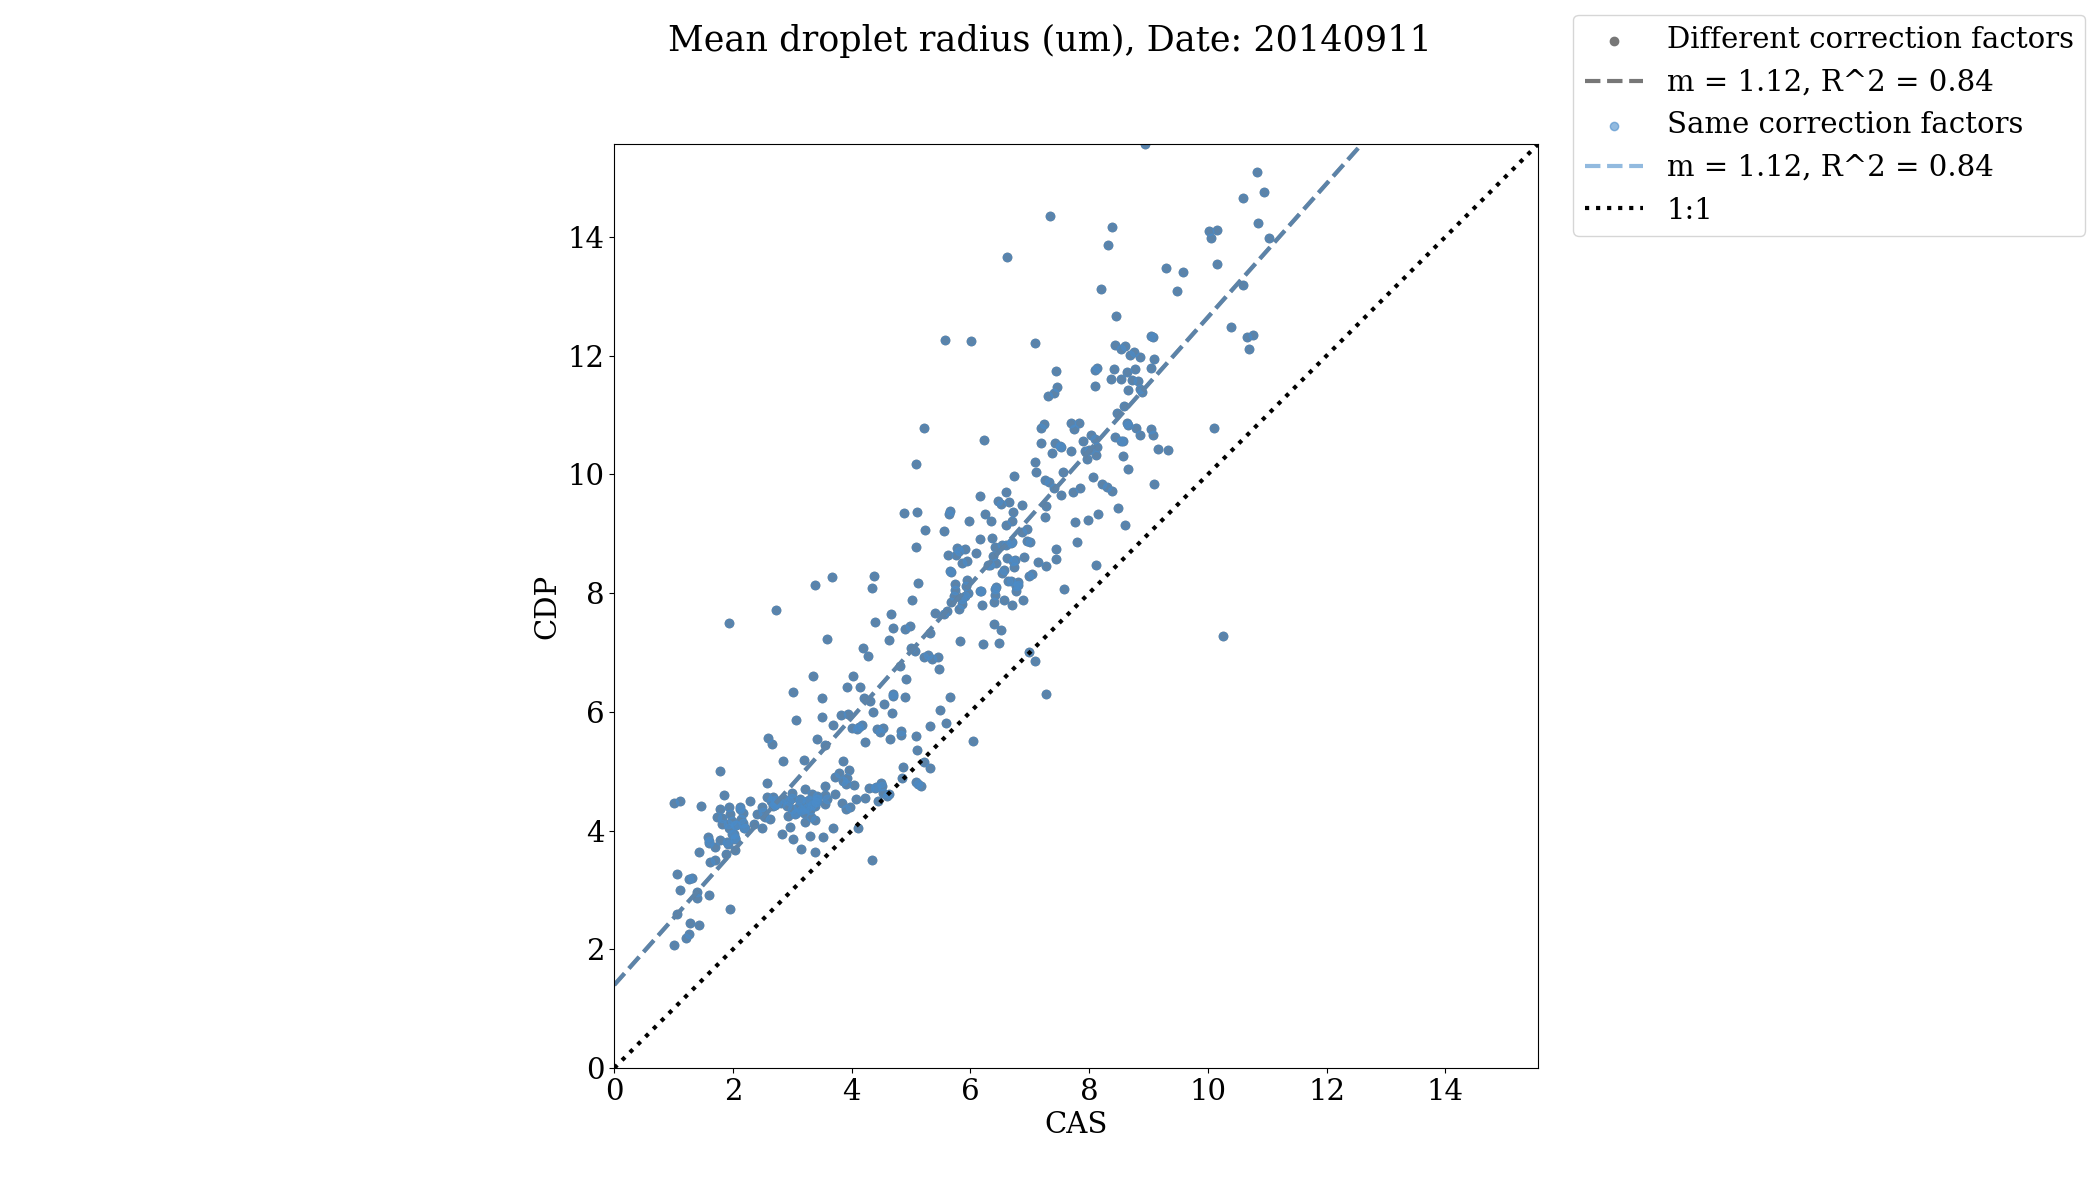 Mean droplet radius (um), Date: 20140911
Different correction factors
m = 1.12, R^2 = 0.84
Same correction factors
m = 1.12, R^2 = 0.84
1:1
14
12
10
8
6
4
2
0
CDP
0 2 4 6 8 10 12 14
CAS